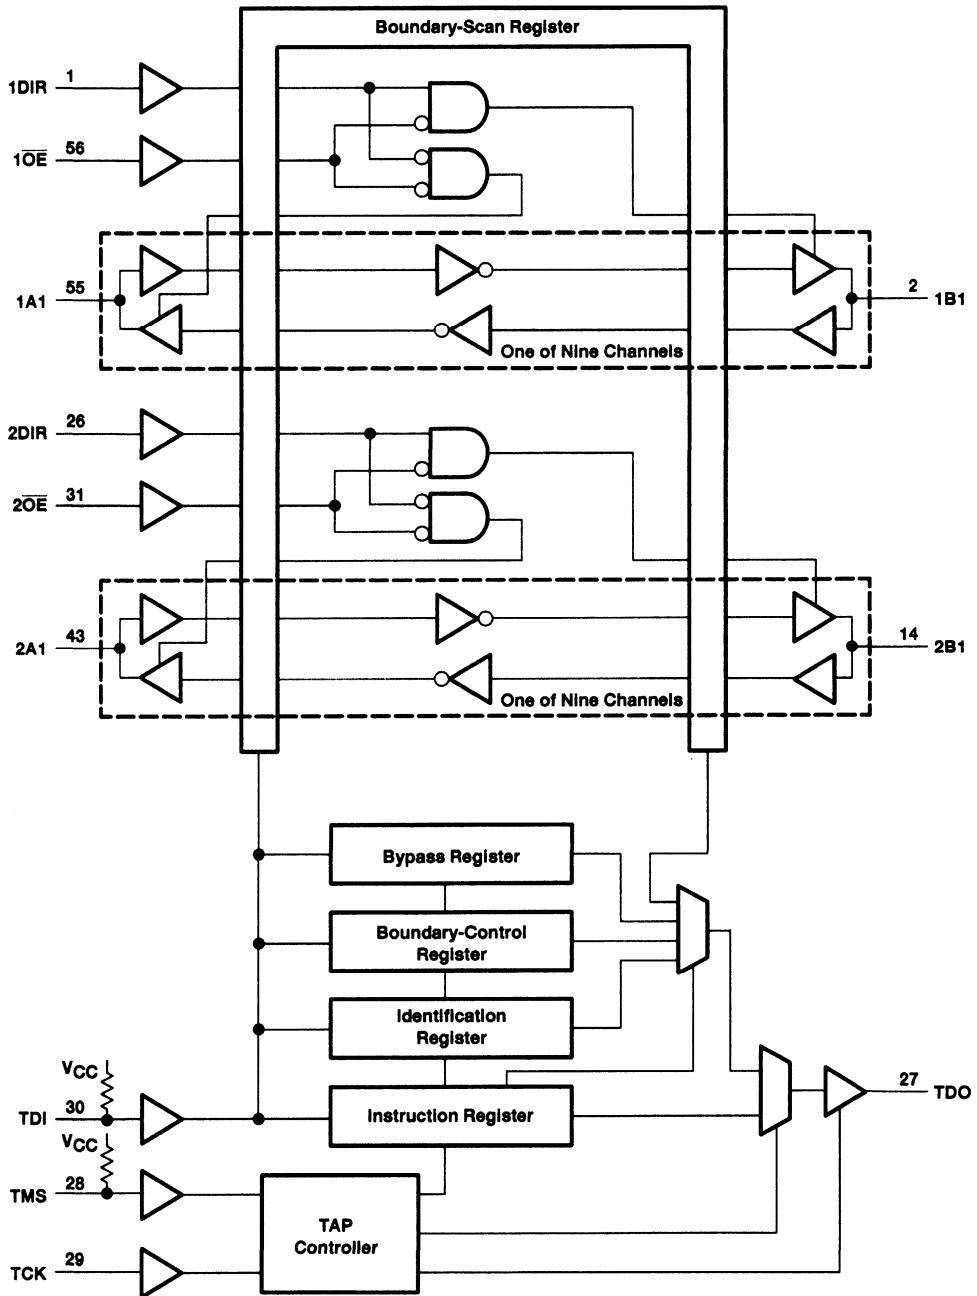 Boundary-Scan Register
1DIR 1
1O̅E̅ 56
1A1 55
2 1B1
One of Nine Channels
2DIR 26
2O̅E̅ 31
2A1 43
14 2B1
One of Nine Channels
Bypass Register
Boundary-Control
Register
Identification
Register
VCC
TDI 30
Instruction Register
27 TDO
VCC
TMS 28
TAP
Controller
TCK 29